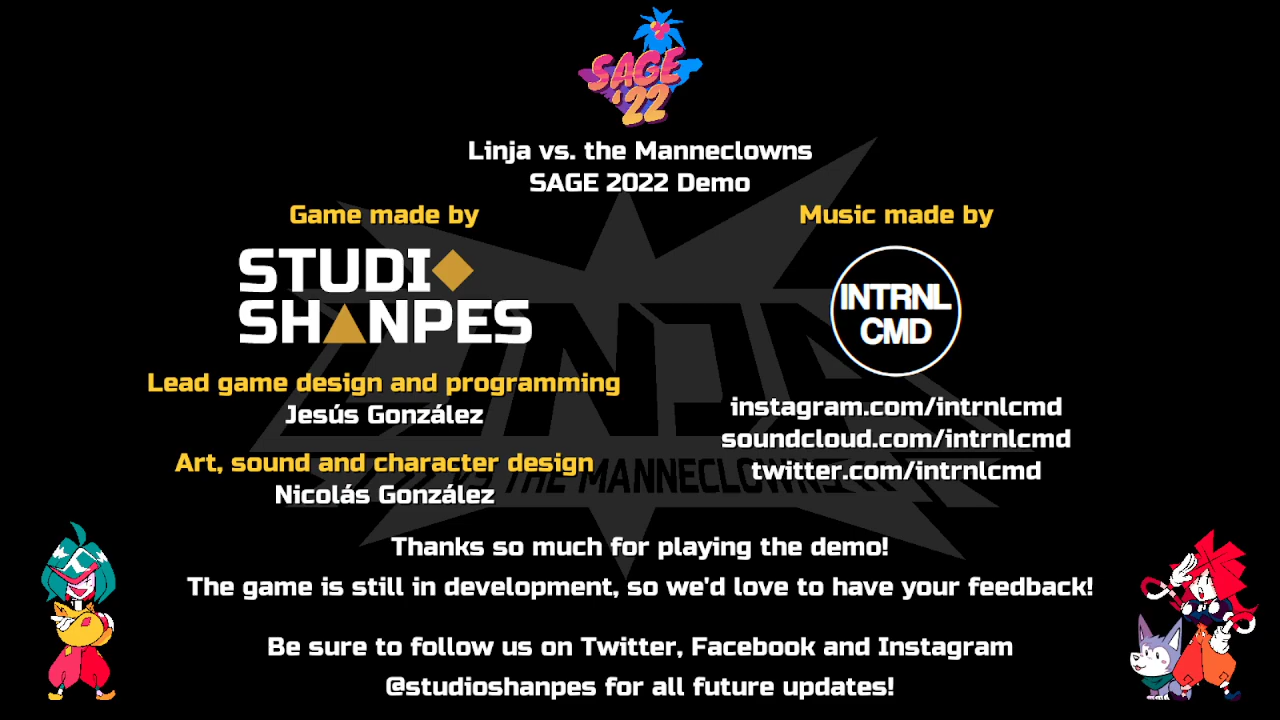 SAGE
'22
Linja vs. the Manneclowns
SAGE 2022 Demo
Game made by
STUDIO
SHANPES
Lead game design and programming
Jesús González
Art, sound and character design
Nicolás González
Music made by
INTRNL
CMD
instagram.com/intrnlcmd
soundcloud.com/intrnlcmd
twitter.com/intrnlcmd
LINJA
VS THE MANNECLOWNS
Thanks so much for playing the demo!
The game is still in development, so we'd love to have your feedback!
Be sure to follow us on Twitter, Facebook and Instagram
@studioshanpes for all future updates!